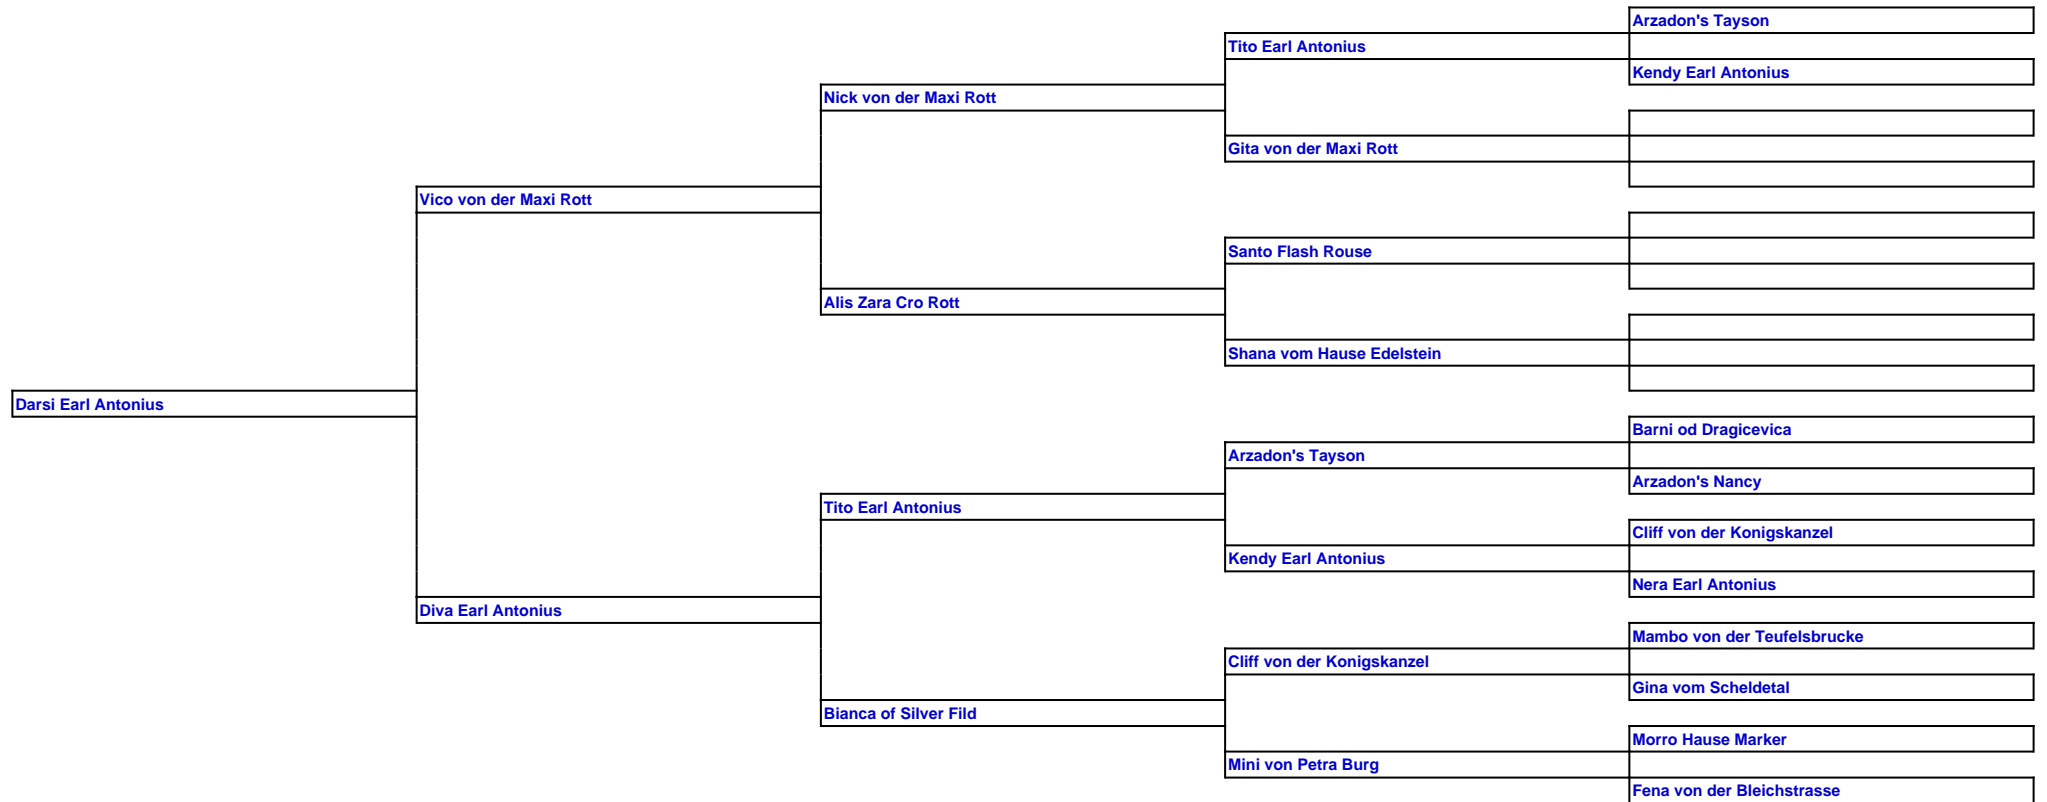 Arzadon's Tayson
Tito Earl Antonius
Kendy Earl Antonius
Nick von der Maxi Rott
Gita von der Maxi Rott
Vico von der Maxi Rott
Santo Flash Rouse
Alis Zara Cro Rott
Shana vom Hause Edelstein
Darsi Earl Antonius
Barni od Dragicevica
Arzadon's Tayson
Arzadon's Nancy
Tito Earl Antonius
Cliff von der Konigskanzel
Kendy Earl Antonius
Nera Earl Antonius
Diva Earl Antonius
Mambo von der Teufelsbrucke
Cliff von der Konigskanzel
Gina vom Scheldetal
Bianca of Silver Fild
Morro Hause Marker
Mini von Petra Burg
Fena von der Bleichstrasse